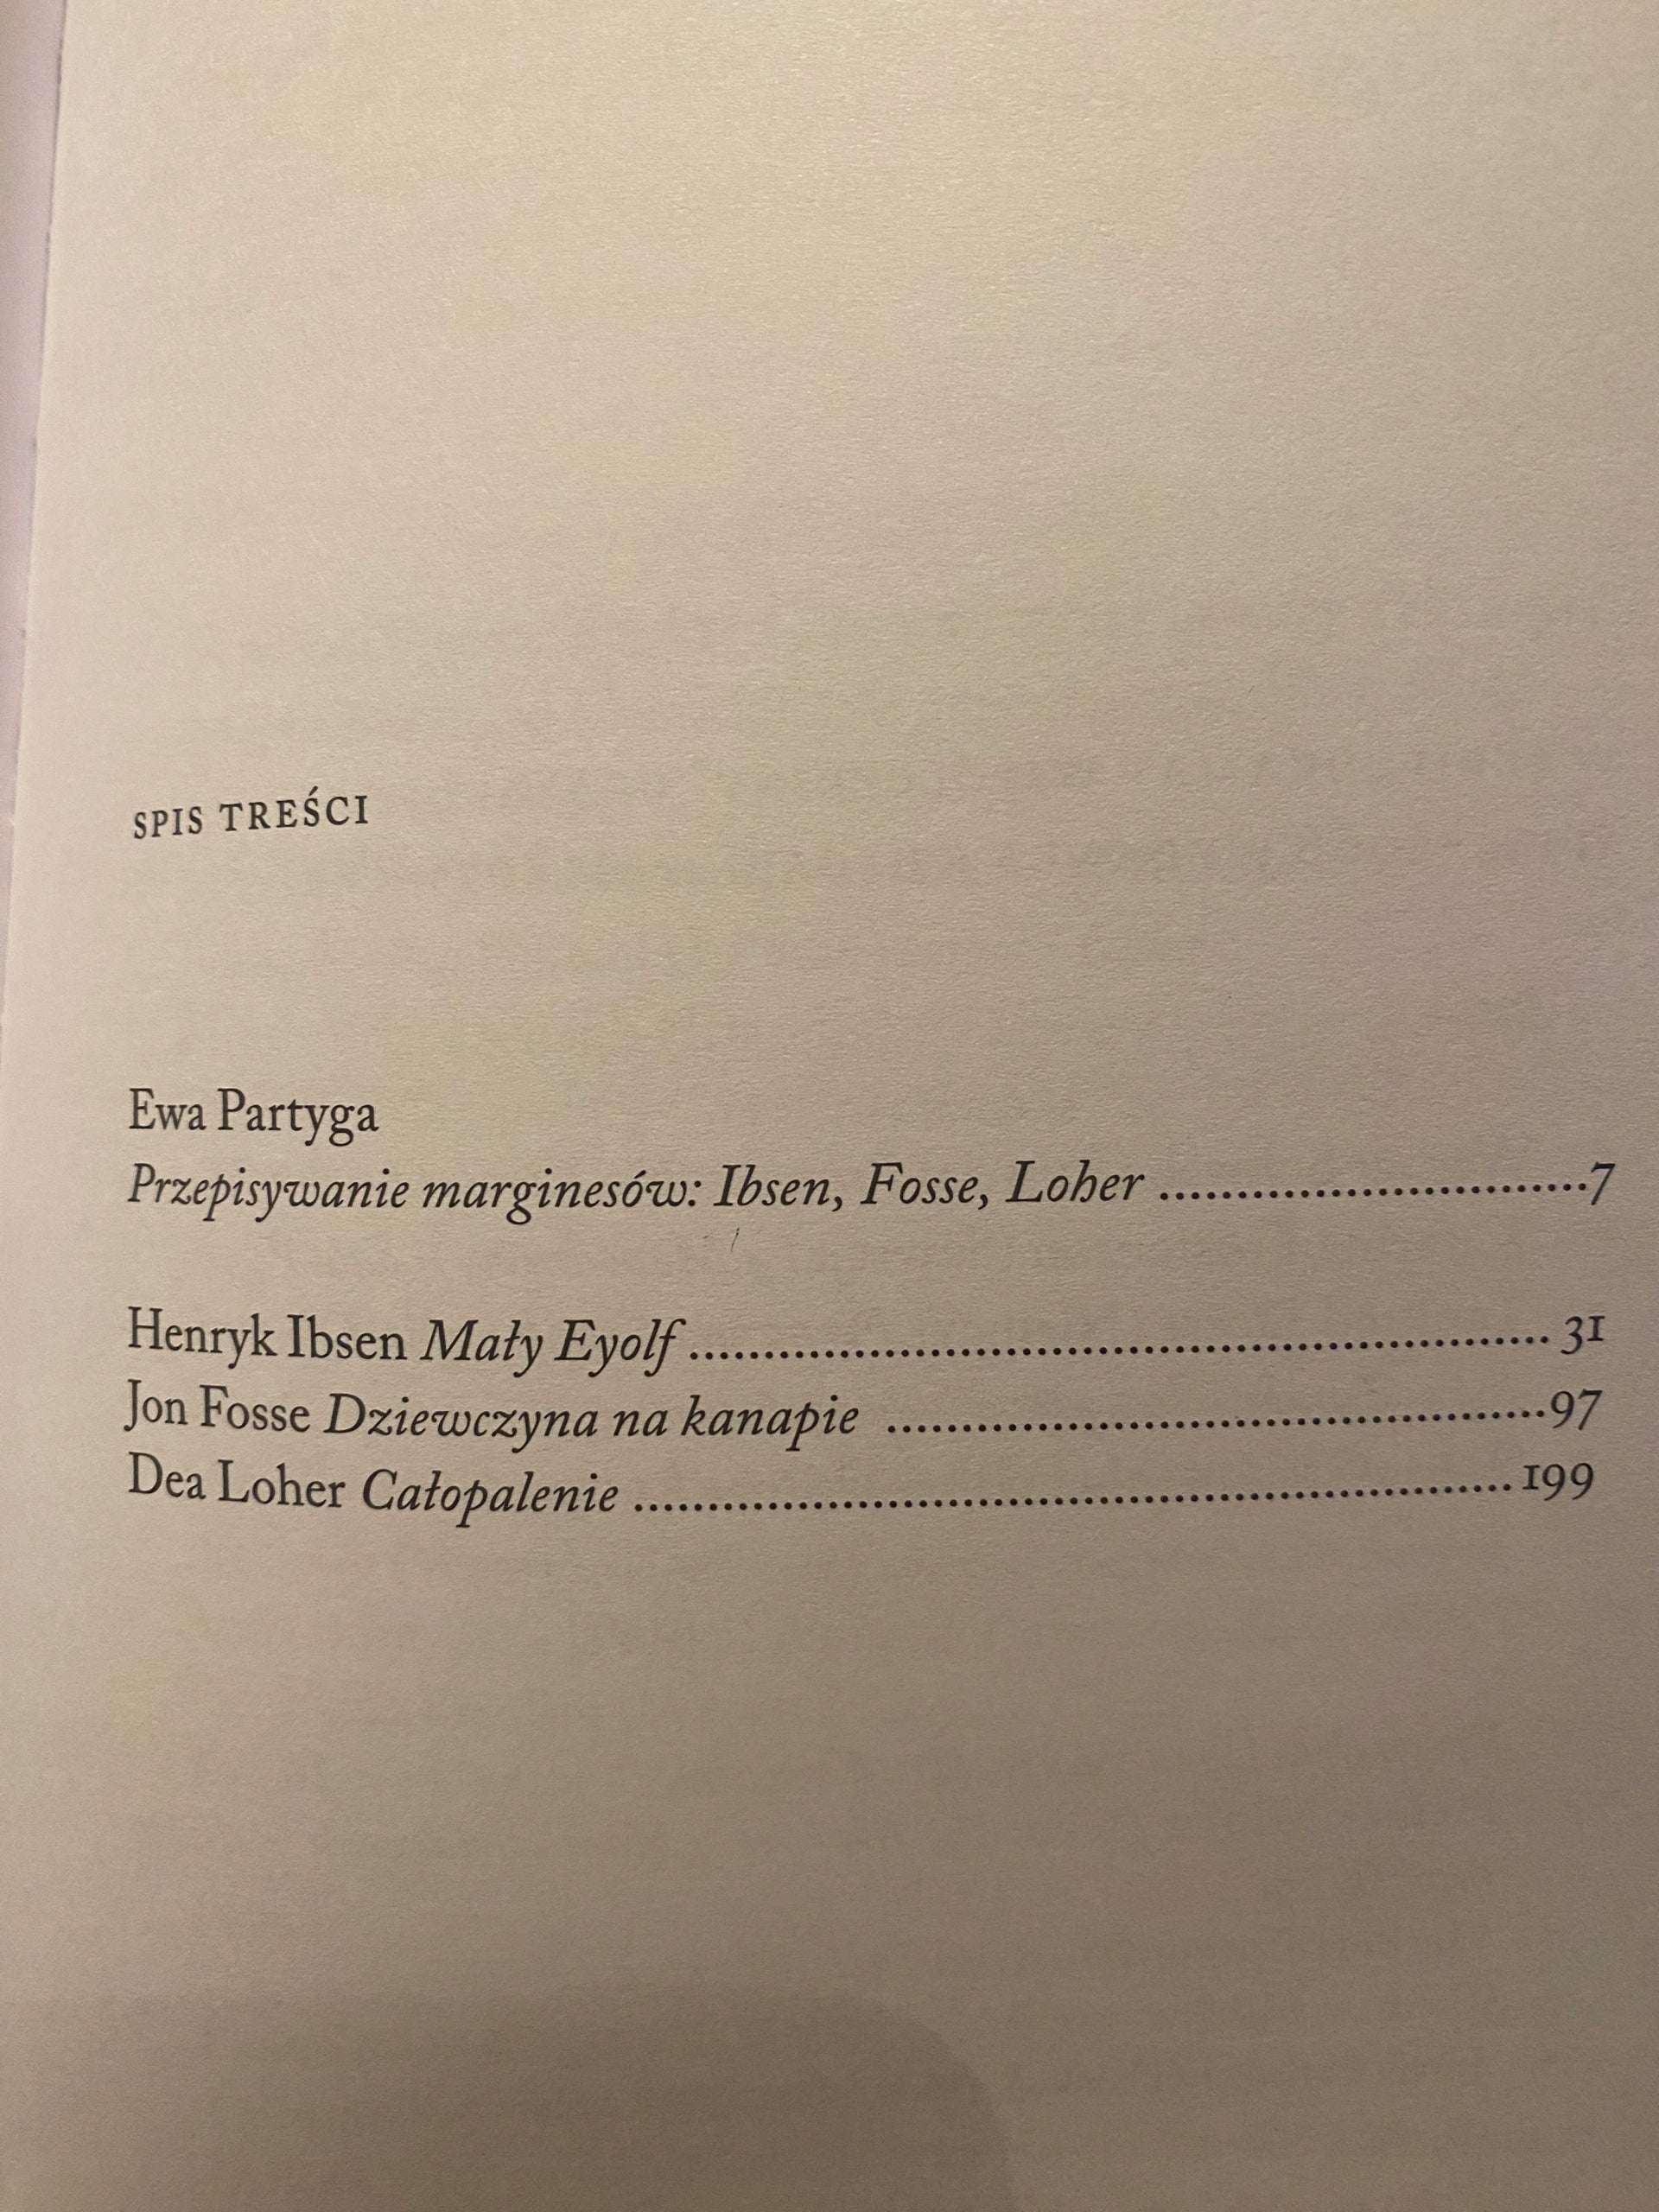 SPIS TREŚCI
Ewa Partyga
Przepisywanie marginesów: Ibsen, Fosse, Loher ............................7
Henryk Ibsen Mały Eyolf .......................................................... 31
Jon Fosse Dziewczyna na kanapie ............................................97
Dea Loher Całopalenie ........................................................... 199